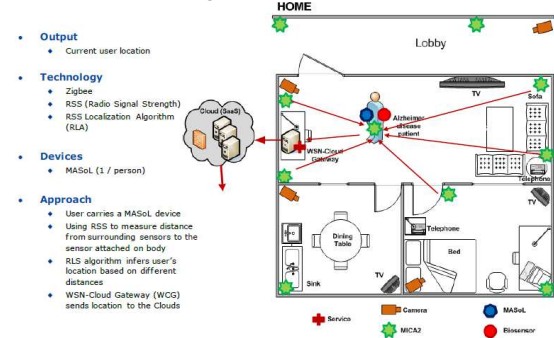 Output
Current user location
Technology
Zigbee
RSS (Radio Signal Strength)
RSS Localization Algorithm
(RLA)
Devices
MASoL (1 / person)
Approach
User carries a MASoL device
Using RSS to measure distance
from surrounding sensors to the
sensor attached on body
RLS algorithm infers user's
location based on different
distances
WSN-Cloud Gateway (WCG)
sends location to the Clouds
HOME
Lobby
TV
Sofa
Cloud (SaaS)
Alzheimer
disease
patient
WSN-Cloud
Gateway
Telephone
TV
Telephone
Dining
Table
Bed
Sink
TV
Service
Camera
MASoL
MICA2
Biosensor